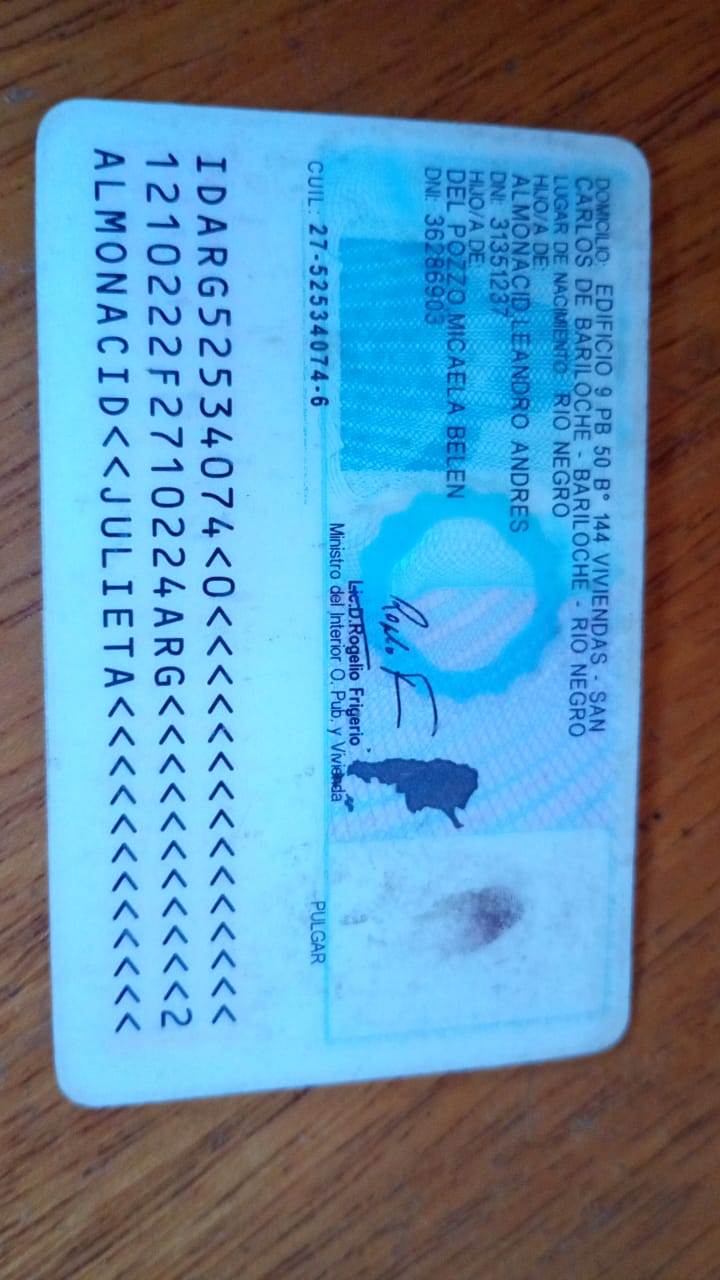 DOMICILIO: EDIFICIO 9 PB 50 B° 144 VIVIENDAS - SAN
CARLOS DE BARILOCHE - BARILOCHE - RIO NEGRO
LUGAR DE NACIMIENTO: RIO NEGRO
HIJO/A DE:
ALMONACID LEANDRO ANDRES
DNI: 31351237
HIJO/A DE:
DEL POZZO MICAELA BELEN
DNI: 36286903
Lic.D.Rogelio Frigerio
Ministro del Interior O. Pub. y Vivienda
CUIL: 27-52534074-6
PULGAR
IDARG52534074<0<<<<<<<<<<<<<<<
1210222F2710224ARG<<<<<<<<<<<2
ALMONACID<<JULIETA<<<<<<<<<<<<